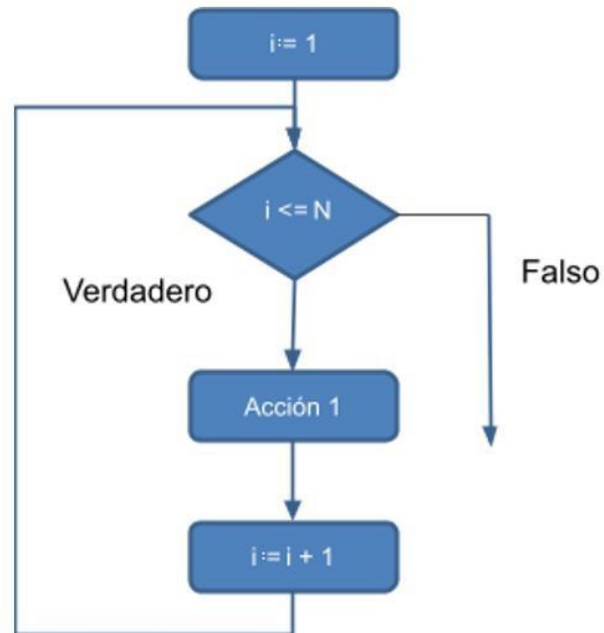 i:= 1
i <= N
Verdadero
Falso
Acción 1
i:= i + 1